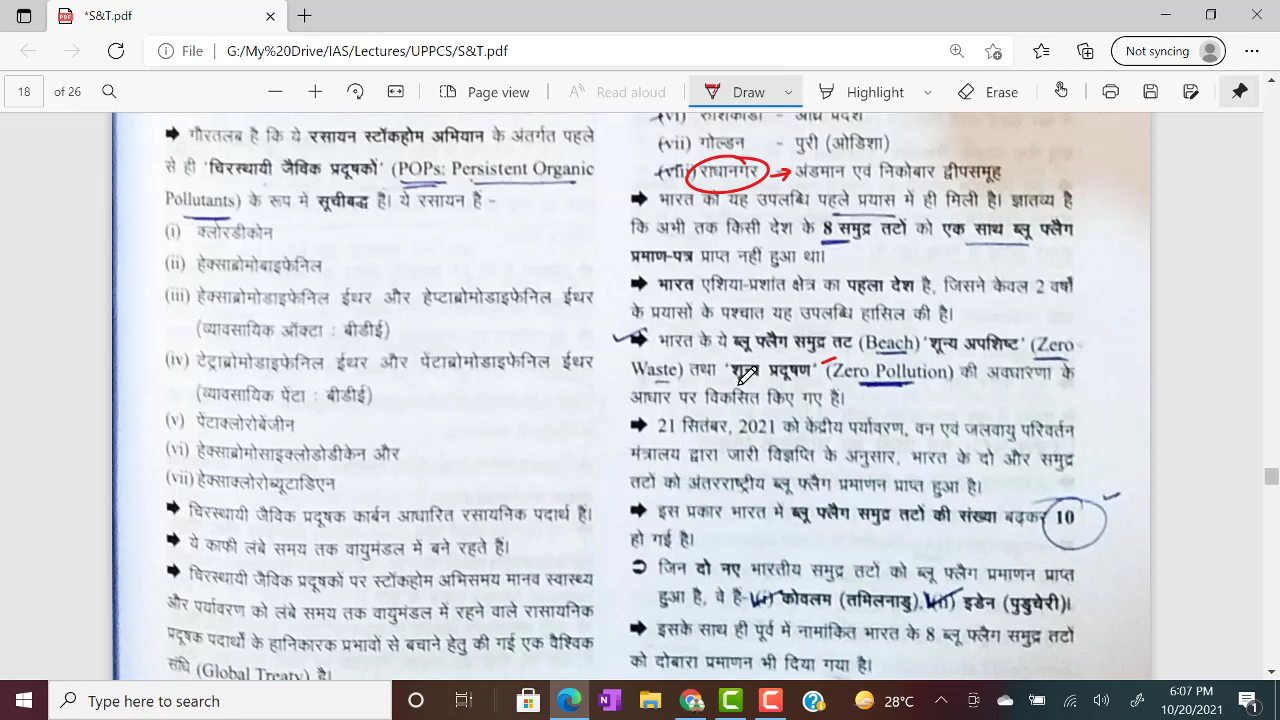 *S&T.pdf
File G:/My%20Drive/IAS/Lectures/UPPCS/S&T.pdf
Not syncing
18 of 26
Page view
Read aloud
Draw
Highlight
Erase
➡ गौरतलब है कि ये रसायन स्टॉकहोम अभियान के अंतर्गत पहले
से ही 'चिरस्थायी जैविक प्रदूषकों' (POPs: Persistent Organic
Pollutants) के रूप में सूचीबद्ध है। ये रसायन है -
(i) क्लोरडीकोन
(ii) हेक्साब्रोमोबाइफेनिल
(iii) हेक्साब्रोमोडाइफेनिल ईथर और हेप्टाब्रोमोडाइफेनिल ईथर
(व्यावसायिक ऑक्टा : बीडीई)
(iv) टेट्राब्रोमोडाइफेनिल ईथर और पेंटाब्रोमोडाइफेनिल ईथर
(व्यावसायिक पेंटा : बीडीई)
(v) पेंटाक्लोरोबेंजीन
(vi) हेक्साब्रोमोसाइक्लोडोडीकेन और
(vii) हेक्साक्लोरोब्यूटाडिएन
➡ चिरस्थायी जैविक प्रदूषक कार्बन आधारित रसायनिक पदार्थ हैं।
➡ ये काफी लंबे समय तक वायुमंडल में बने रहते हैं।
➡ चिरस्थायी जैविक प्रदूषकों पर स्टॉकहोम अभिसमय मानव स्वास्थ्य
और पर्यावरण को लंबे समय तक वायुमंडल में रहने वाले रासायनिक
प्रदूषक पदार्थों के हानिकारक प्रभावों से बचाने हेतु की गई एक वैश्विक
संधि (Global Treaty) है।
(vi) - आंध्र प्रदेश
(vii) गोल्डन - पुरी (ओडिशा)
राधानगर - अंडमान एवं निकोबार द्वीपसमूह
➡ भारत को यह उपलब्धि पहले प्रयास में ही मिली है। ज्ञातव्य है
कि अभी तक किसी देश के 8 समुद्र तटों को एक साथ ब्लू फ्लैग
प्रमाण-पत्र प्राप्त नहीं हुआ था।
➡ भारत एशिया-प्रशांत क्षेत्र का पहला देश है, जिसने केवल 2 वर्षों
के प्रयासों के पश्चात यह उपलब्धि हासिल की है।
➡ भारत के ये ब्लू फ्लैग समुद्र तट (Beach) 'शून्य अपशिष्ट' (Zero
Waste) तथा 'शून्य प्रदूषण' (Zero Pollution) की अवधारणा के
आधार पर विकसित किए गए हैं।
➡ 21 सितंबर, 2021 को केंद्रीय पर्यावरण, वन एवं जलवायु परिवर्तन
मंत्रालय द्वारा जारी विज्ञप्ति के अनुसार, भारत के दो और समुद्र
तटों को अंतरराष्ट्रीय ब्लू फ्लैग प्रमाणन प्राप्त हुआ है।
➡ इस प्रकार भारत में ब्लू फ्लैग समुद्र तटों की संख्या बढ़कर 10
हो गई है।
➲ जिन दो नए भारतीय समुद्र तटों को ब्लू फ्लैग प्रमाणन प्राप्त
हुआ है, वे हैं-(i) कोवलम (तमिलनाडु), (ii) इडेन (पुडुचेरी)।
➡ इसके साथ ही पूर्व में नामांकित भारत के 8 ब्लू फ्लैग समुद्र तटों
को दोबारा प्रमाणन भी दिया गया है।
Type here to search
28°C
6:07 PM
10/20/2021